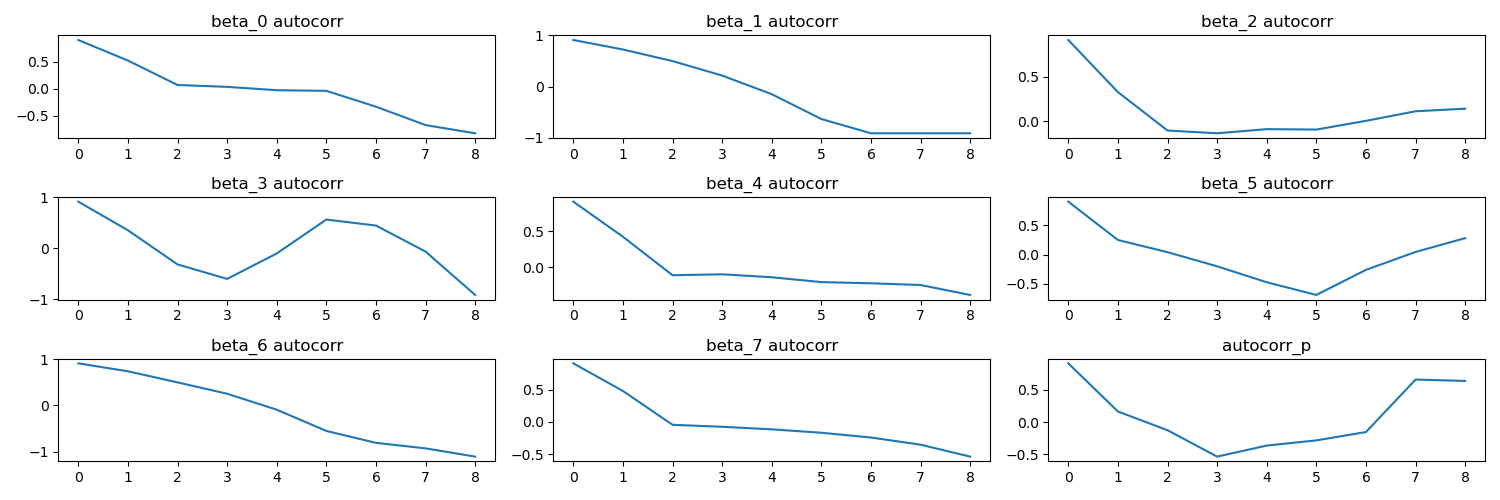 beta_0 autocorr
beta_1 autocorr
beta_2 autocorr
0.5
0.0
−0.5
0 1 2 3 4 5 6 7 8
1
0
−1
0 1 2 3 4 5 6 7 8
0.5
0.0
0 1 2 3 4 5 6 7 8
beta_3 autocorr
beta_4 autocorr
beta_5 autocorr
1
0
−1
0 1 2 3 4 5 6 7 8
0.5
0.0
0 1 2 3 4 5 6 7 8
0.5
0.0
−0.5
0 1 2 3 4 5 6 7 8
beta_6 autocorr
beta_7 autocorr
autocorr_p
1
0
−1
0 1 2 3 4 5 6 7 8
0.5
0.0
−0.5
0 1 2 3 4 5 6 7 8
0.5
0.0
−0.5
0 1 2 3 4 5 6 7 8